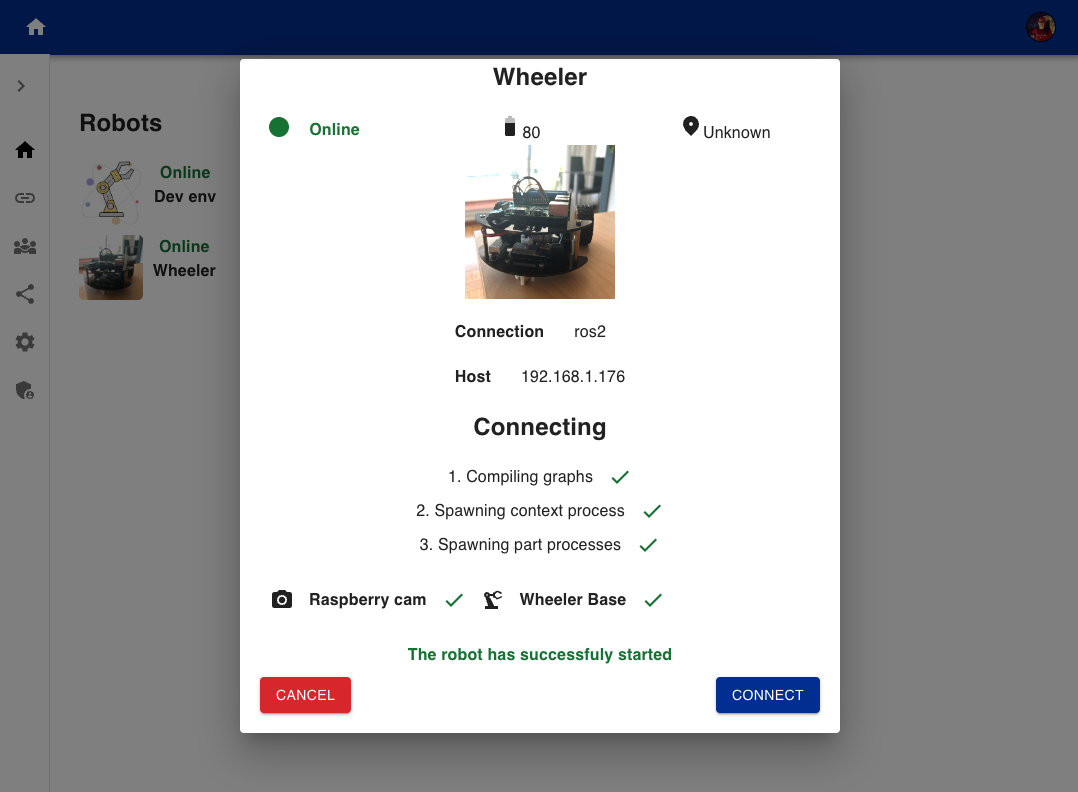 Robots
Online
Dev env
Online
Wheeler
Wheeler
Online 80 Unknown
Connection ros2
Host 192.168.1.176
Connecting
1. Compiling graphs
2. Spawning context process
3. Spawning part processes
Raspberry cam Wheeler Base
The robot has successfuly started
CANCEL CONNECT